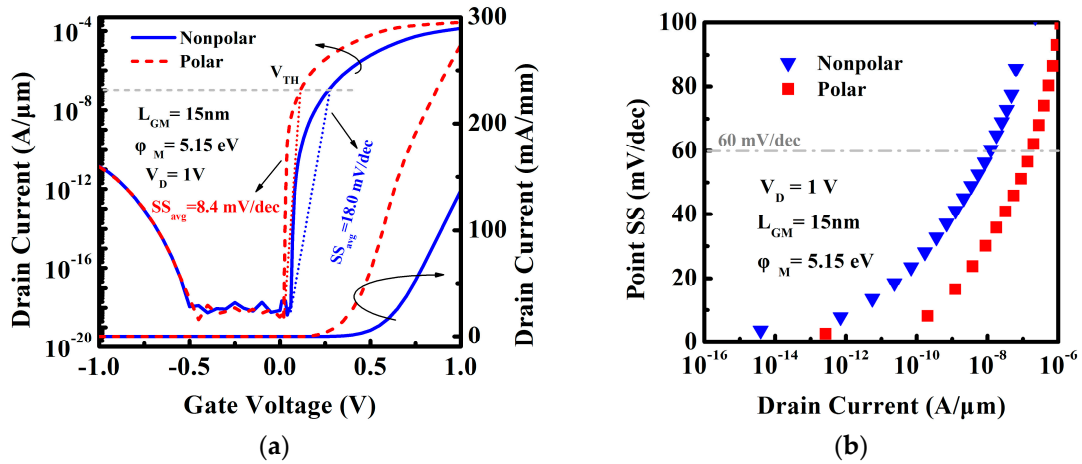 Drain Current (A/μm)
10⁻⁴
10⁻⁸
10⁻¹²
10⁻¹⁶
10⁻²⁰
Nonpolar
Polar
V_TH
L_GM= 15nm
φ_M= 5.15 eV
V_D= 1V
SS_avg=8.4 mV/dec
SS_avg=18.0 mV/dec
300
200
100
0
Drain Current (mA/mm)
-1.0 -0.5 0.0 0.5 1.0
Gate Voltage (V)
(a)
Point SS (mV/dec)
100
80
60
40
20
0
Nonpolar
Polar
60 mV/dec
V_D= 1 V
L_GM= 15nm
φ_M= 5.15 eV
10⁻¹⁶ 10⁻¹⁴ 10⁻¹² 10⁻¹⁰ 10⁻⁸ 10⁻⁶
Drain Current (A/μm)
(b)